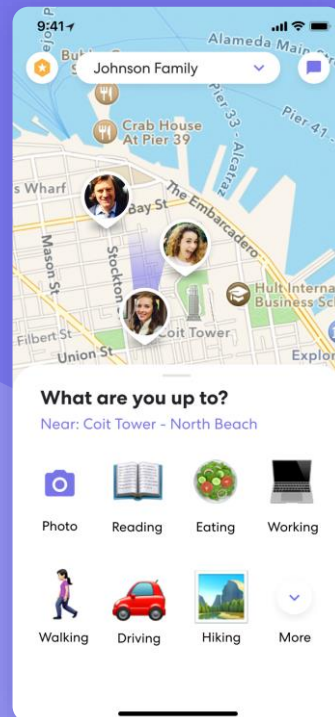 9:41
Alameda Main Str
Johnson Family
Crab House
At Pier 39
Pier 33 - Alcatraz
Pier 41 -
s Wharf
Bay St
The Embarcadero
Mason St
Stockton
Hult Interna
Business Sch
Filbert St
Coit Tower
Union St
Explor
What are you up to?
Near: Coit Tower - North Beach
Photo
Reading
Eating
Working
Walking
Driving
Hiking
More